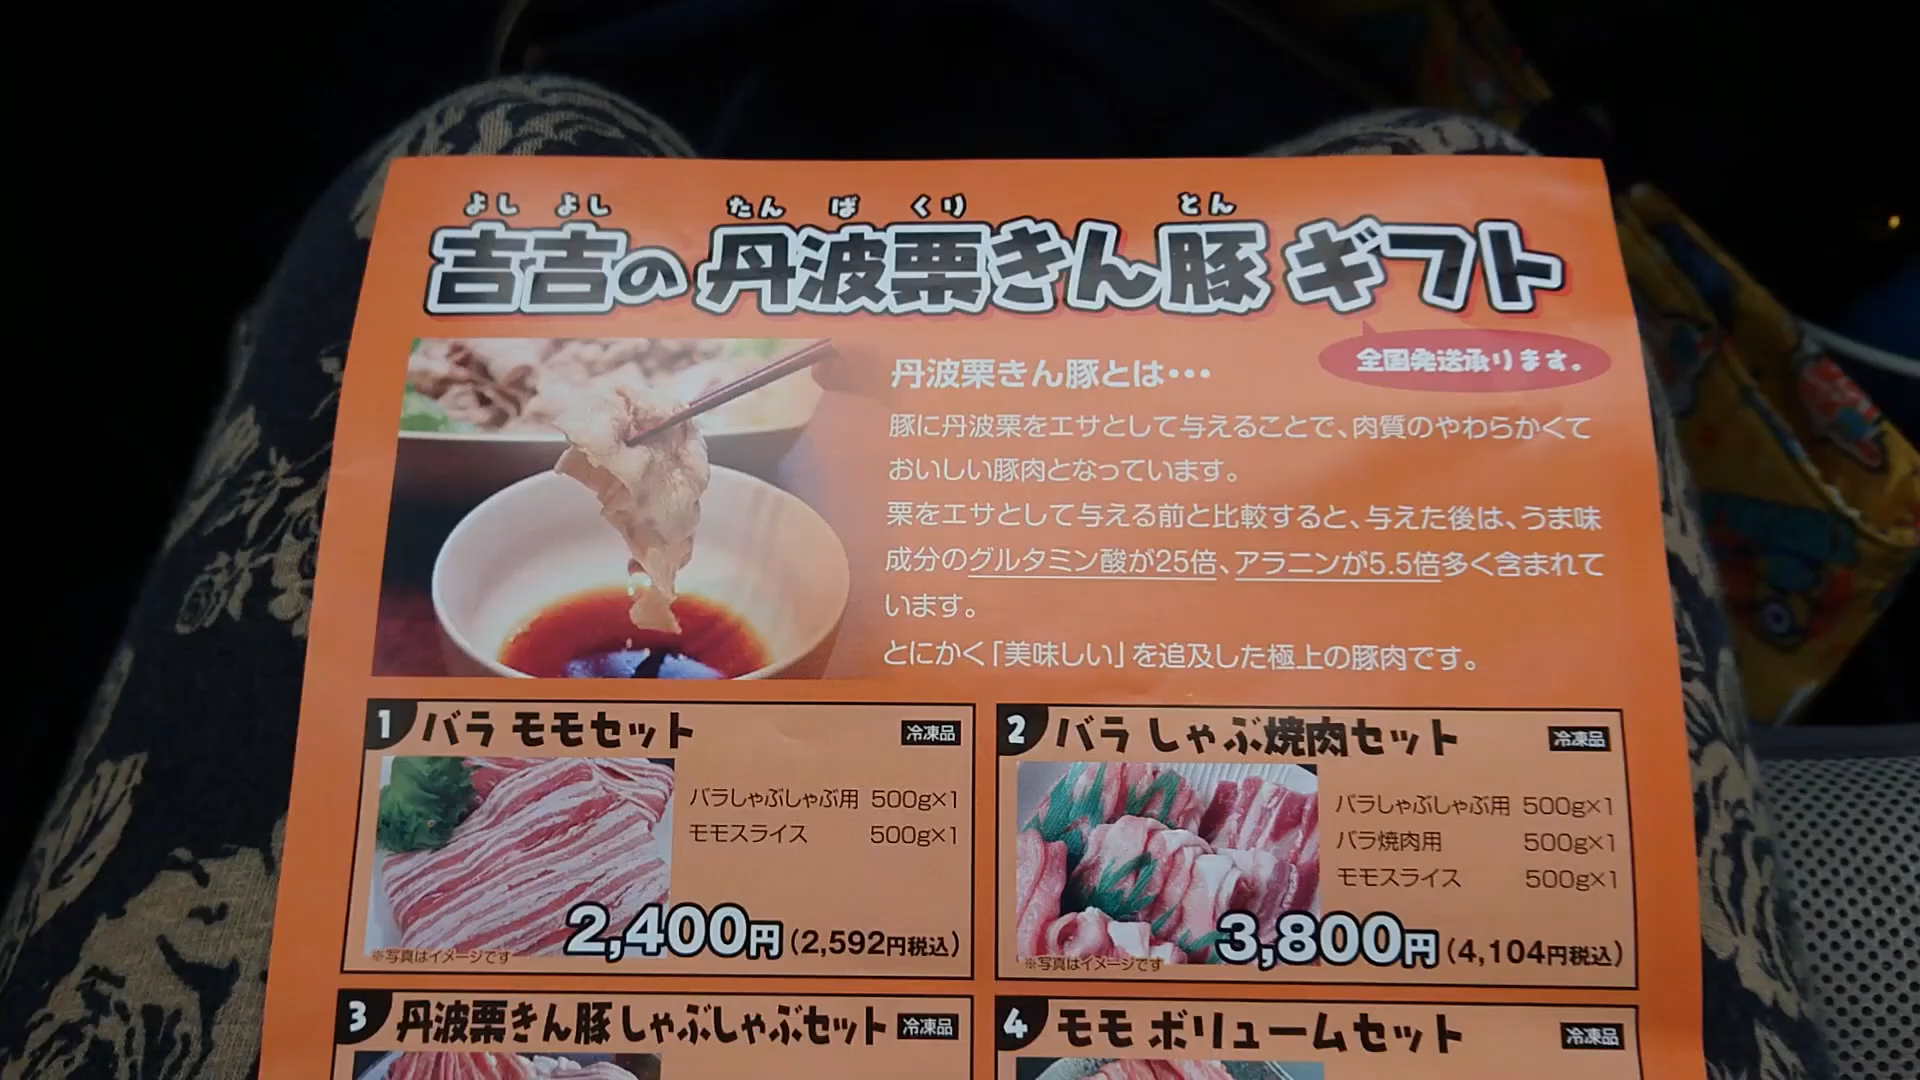 よし よし たん ば くり とん
吉吉の 丹波栗きん豚 ギフト
全国発送承ります。
丹波栗きん豚とは・・・
豚に丹波栗をエサとして与えることで、肉質のやわらかくて
おいしい豚肉となっています。
栗をエサとして与える前と比較すると、与えた後は、うま味
成分のグルタミン酸が25倍、アラニンが5.5倍多く含まれて
います。
とにかく「美味しい」を追及した極上の豚肉です。
1 バラ モモセット 冷凍品
バラしゃぶしゃぶ用 500g×1
モモスライス 500g×1
2,400円(2,592円税込)
※写真はイメージです
2 バラ しゃぶ焼肉セット 冷凍品
バラしゃぶしゃぶ用 500g×1
バラ焼肉用 500g×1
モモスライス 500g×1
3,800円(4,104円税込)
※写真はイメージです
3 丹波栗きん豚 しゃぶしゃぶセット 冷凍品
4 モモ ボリュームセット 冷凍品